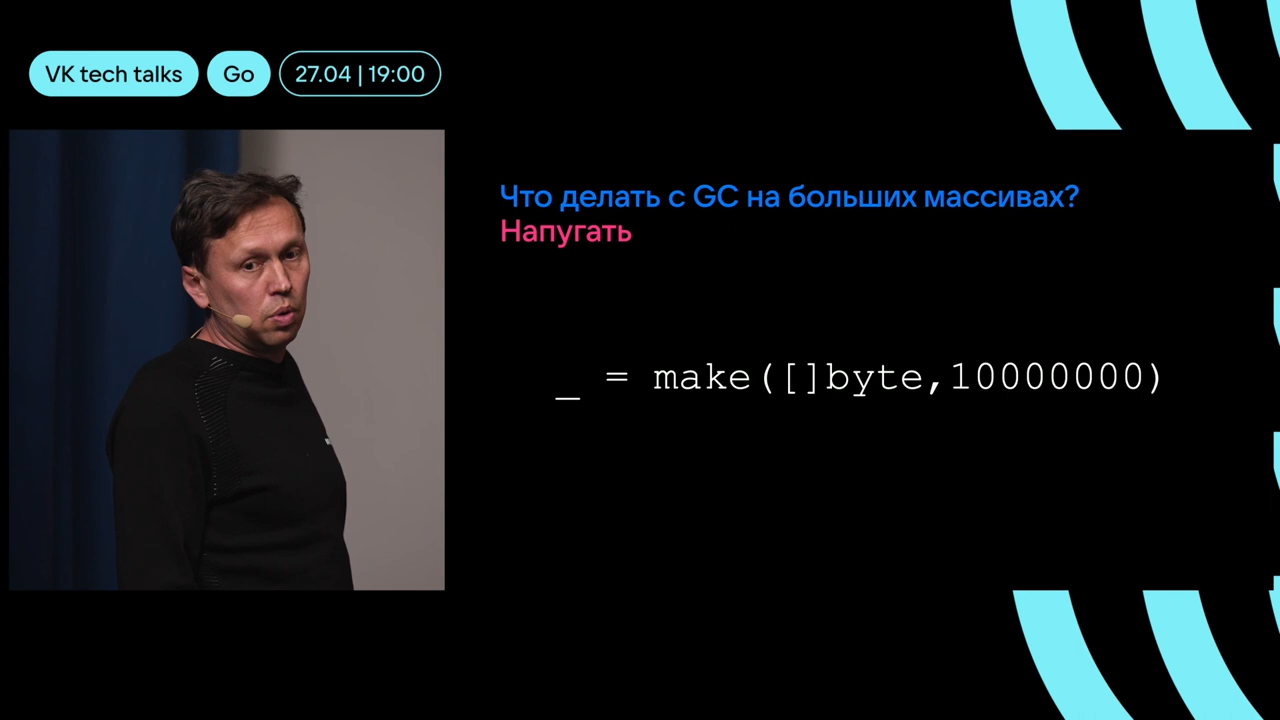 VK tech talks
Go
27.04 | 19:00
Что делать с GC на больших массивах?
Напугать
_ = make([]byte,10000000)